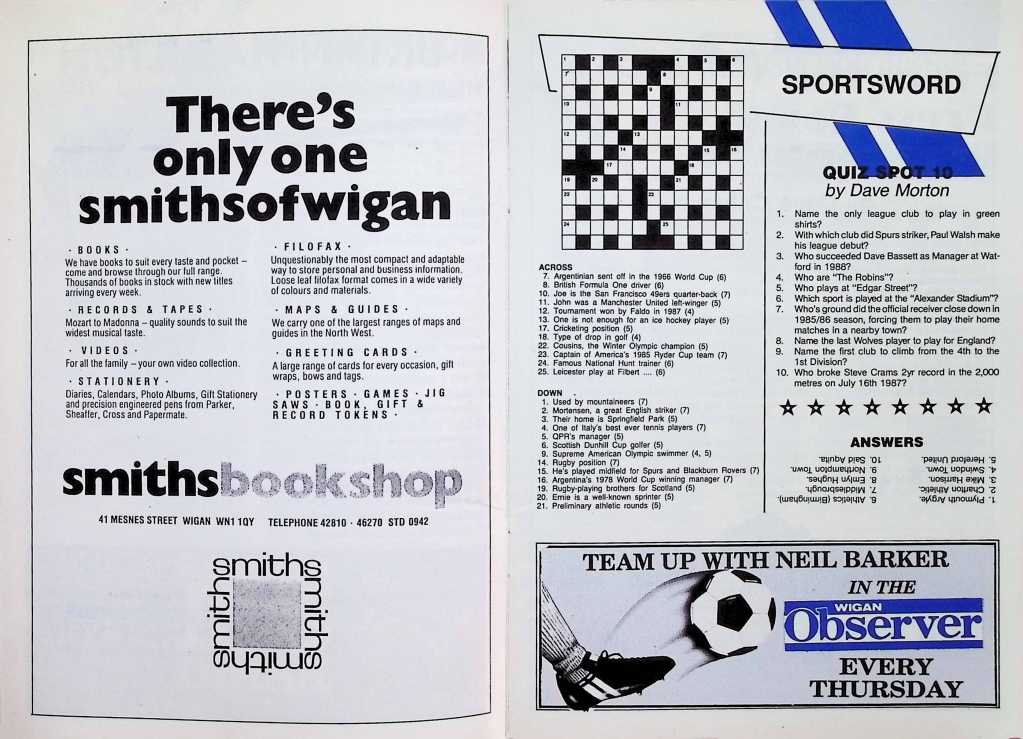 There's
only one
smithsofwigan
· BOOKS ·
We have books to suit every taste and pocket –
come and browse through our full range.
Thousands of books in stock with new titles
arriving every week.
· RECORDS & TAPES ·
Mozart to Madonna – quality sounds to suit the
widest musical taste.
· VIDEOS ·
For all the family – your own video collection.
· STATIONERY ·
Diaries, Calendars, Photo Albums, Gift Stationery
and precision engineered pens from Parker,
Sheaffer, Cross and Papermate.
· FILOFAX ·
Unquestionably the most compact and adaptable
way to store personal and business information.
Loose leaf filofax format comes in a wide variety
of colours and materials.
· MAPS & GUIDES ·
We carry one of the largest ranges of maps and
guides in the North West.
· GREETING CARDS ·
A large range of cards for every occasion, gift
wraps, bows and tags.
· POSTERS · GAMES · JIG
SAWS · BOOK, GIFT &
RECORD TOKENS ·
smithsbookshop
41 MESNES STREET WIGAN WN1 1QY TELEPHONE 42810 · 46270 STD 0942
smiths
smiths
smiths
smiths
SPORTSWORD
ACROSS
7. Argentinian sent off in the 1966 World Cup (6)
8. British Formula One driver (6)
10. Joe is the San Francisco 49ers quarter-back (7)
11. John was a Manchester United left-winger (5)
12. Tournament won by Faldo in 1987 (4)
13. One is not enough for an ice hockey player (5)
17. Cricketing position (5)
18. Type of drop in golf (4)
22. Cousins, the Winter Olympic champion (5)
23. Captain of America's 1985 Ryder Cup team (7)
24. Famous National Hunt trainer (6)
25. Leicester play at Filbert .... (6)
DOWN
1. Used by mountaineers (7)
2. Mortensen, a great English striker (7)
3. Their home is Springfield Park (5)
4. One of Italy's best ever tennis players (7)
5. QPR's manager (5)
6. Scottish Dunhill Cup golfer (5)
9. Supreme American Olympic swimmer (4, 5)
14. Rugby position (7)
15. He's played midfield for Spurs and Blackburn Rovers (7)
16. Argentina's 1978 World Cup winning manager (7)
19. Rugby-playing brothers for Scotland (5)
20. Ernie is a well-known sprinter (5)
21. Preliminary athletic rounds (5)
QUIZ SPOT 10
by Dave Morton
1. Name the only league club to play in green
shirts?
2. With which club did Spurs striker, Paul Walsh make
his league debut?
3. Who succeeded Dave Bassett as Manager at Wat-
ford in 1988?
4. Who are "The Robins"?
5. Who plays at "Edgar Street"?
6. Which sport is played at the "Alexander Stadium"?
7. Who's ground did the official receiver close down in
1985/86 season, forcing them to play their home
matches in a nearby town?
8. Name the last Wolves player to play for England?
9. Name the first club to climb from the 4th to the
1st Division?
10. Who broke Steve Crams 2yr record in the 2,000
metres on July 16th 1987?
ANSWERS
1. Plymouth Argyle.
2. Charlton Athletic.
3. Mike Harrison.
4. Swindon Town.
5. Hereford United.
6. Athletics (Birmingham).
7. Middlesbrough.
8. Emlyn Hughes.
9. Northampton Town.
10. Said Aquita.
TEAM UP WITH NEIL BARKER
IN THE
WIGAN
Observer
EVERY
THURSDAY